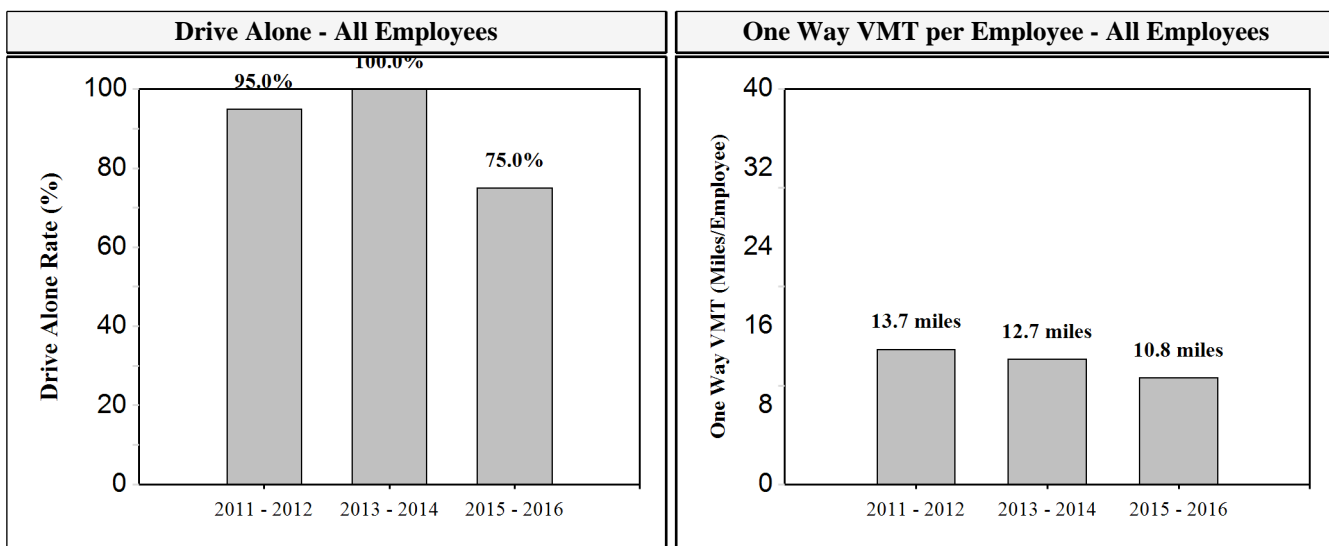 Drive Alone - All Employees
100.0%
95.0%
100
80
75.0%
60
40
20
0
Drive Alone Rate (%)
2011 - 2012 2013 - 2014 2015 - 2016
One Way VMT per Employee - All Employees
40
32
24
16
8
0
13.7 miles
12.7 miles
10.8 miles
One Way VMT (Miles/Employee)
2011 - 2012 2013 - 2014 2015 - 2016